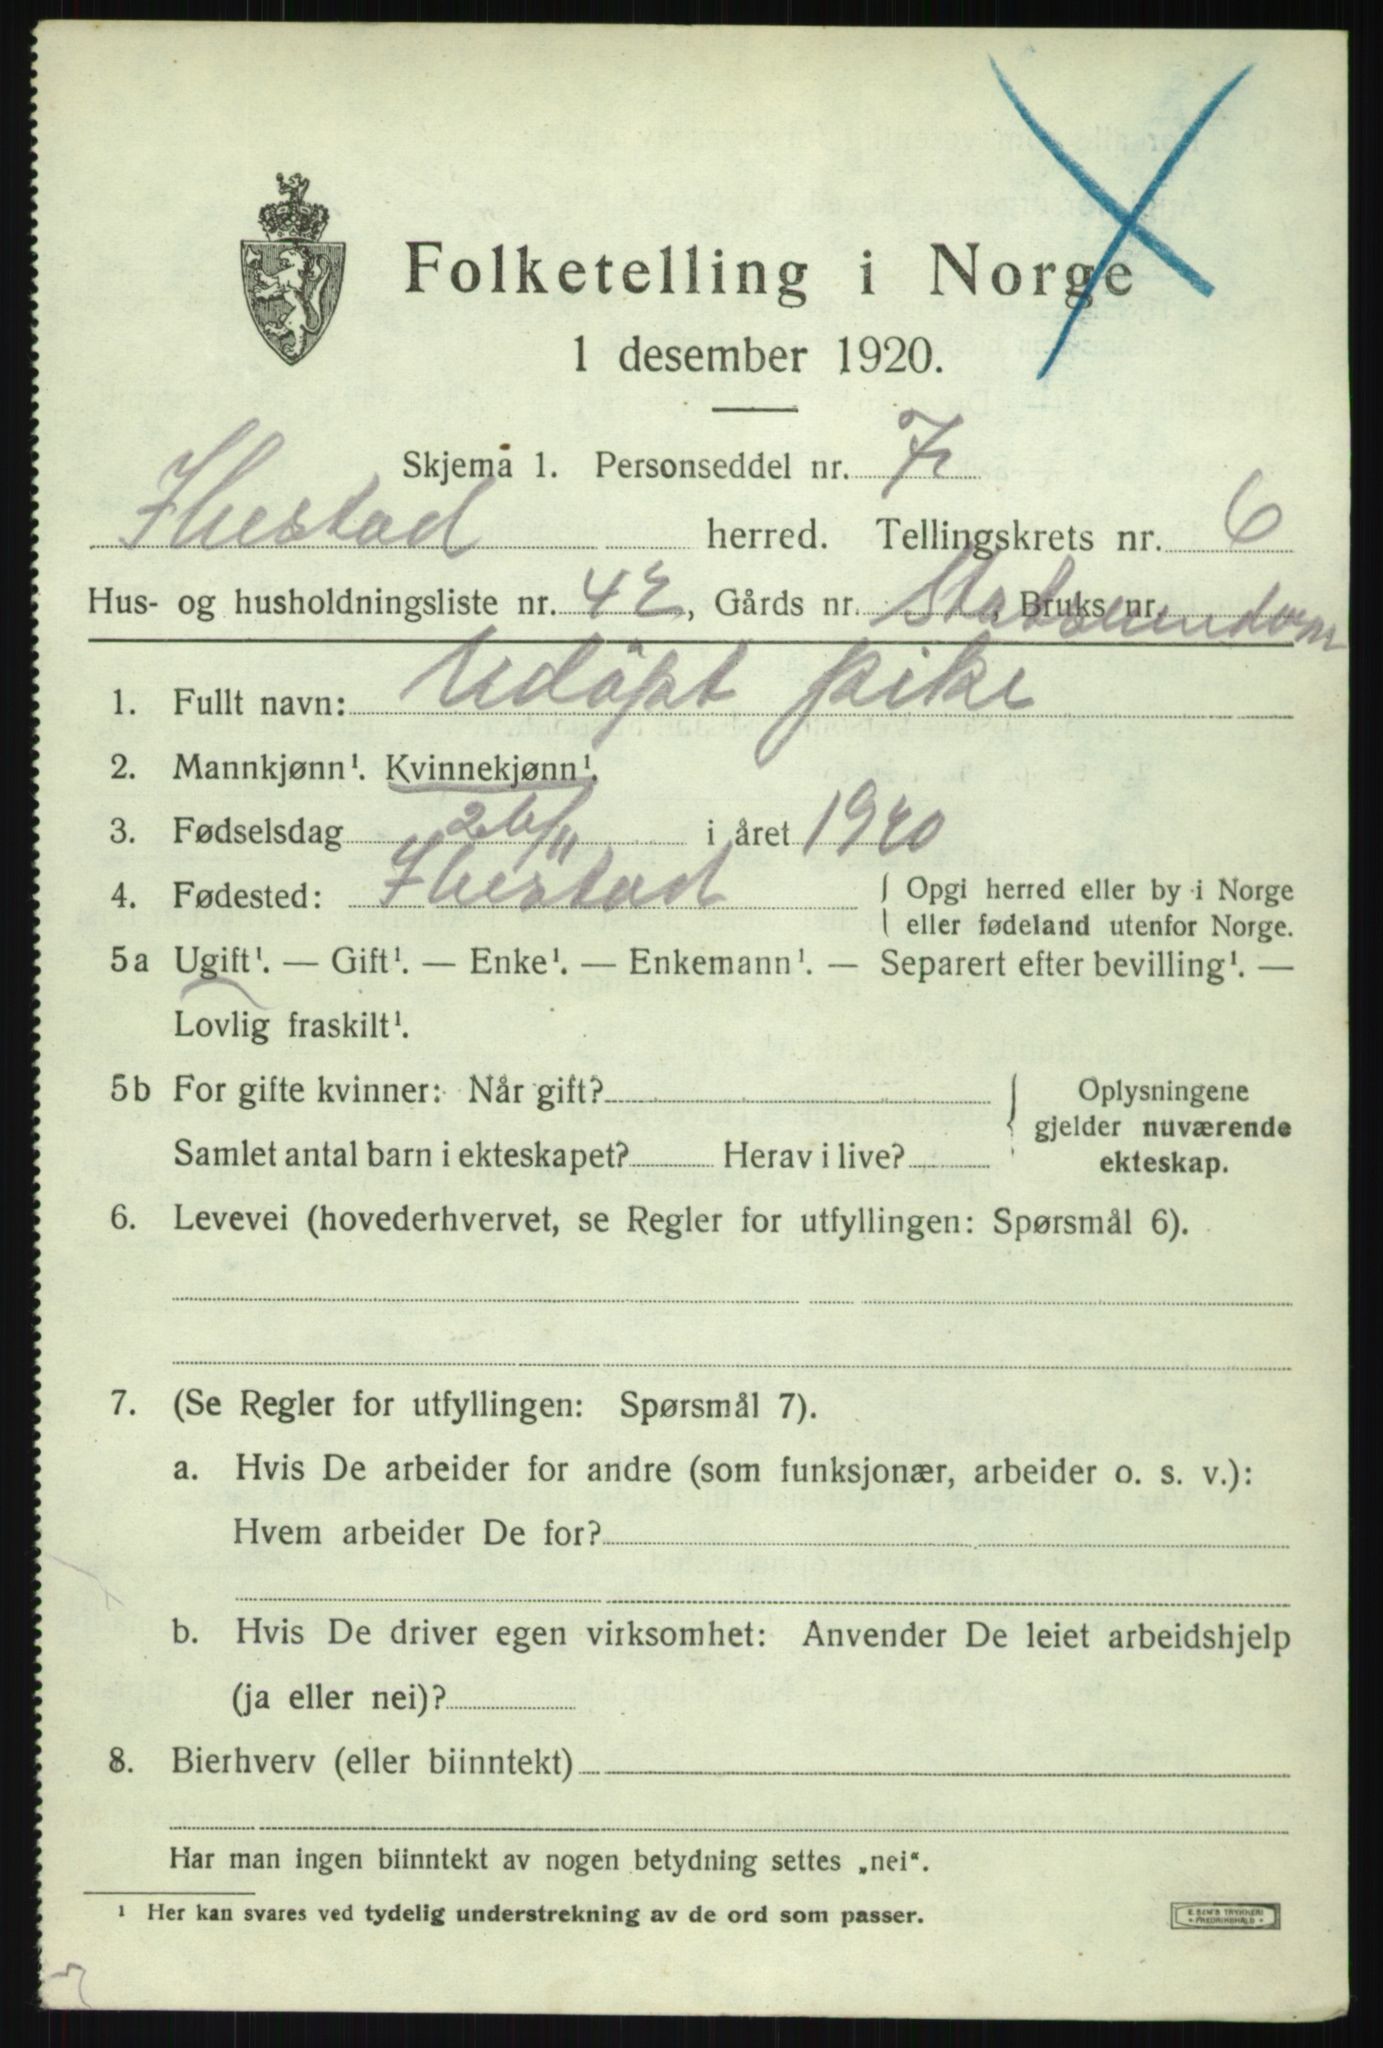 Folketelling i Norge
1 desember 1920.
Skjema 1. Personseddel nr. 7
Ibestad herred. Tellingskrets nr. 6
Hus- og husholdningsliste nr. 42, Gårds nr. Statseiendom, Bruks nr.
1. Fullt navn: Udöpt pike
2. Mannkjønn¹. Kvinnekjønn¹.
3. Fødselsdag 26/11 i året 1920
4. Fødested: Ibestad { Opgi herred eller by i Norge
eller fødeland utenfor Norge.
5a Ugift¹. — Gift¹. — Enke¹. — Enkemann¹. — Separert efter bevilling¹. —
Lovlig fraskilt¹.
5b For gifte kvinner: Når gift? { Oplysningene
gjelder nuværende
Samlet antal barn i ekteskapet? Herav i live? ekteskap.
6. Levevei (hovederhvervet, se Regler for utfyllingen: Spørsmål 6).
7. (Se Regler for utfyllingen: Spørsmål 7).
a. Hvis De arbeider for andre (som funksjonær, arbeider o. s. v.):
Hvem arbeider De for?
b. Hvis De driver egen virksomhet: Anvender De leiet arbeidshjelp
(ja eller nei)?
8. Bierhverv (eller biinntekt)
Har man ingen biinntekt av nogen betydning settes „nei“.
¹ Her kan svares ved tydelig understrekning av de ord som passer.
E. SEM'S TRYKKERI
FREDRIKSHALD